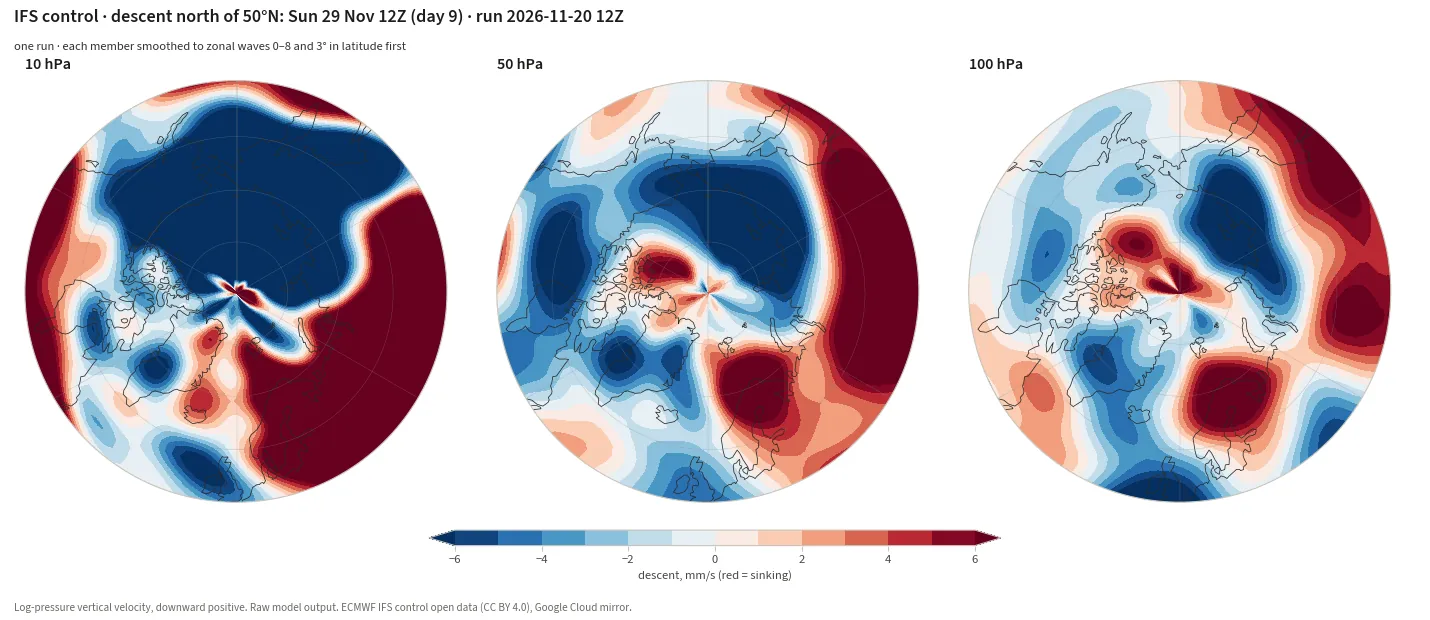 IFS control · descent north of 50°N: Sun 29 Nov 12Z (day 9) · run 2026-11-20 12Z
one run · each member smoothed to zonal waves 0–8 and 3° in latitude first
10 hPa
50 hPa
100 hPa
−6
−4
−2
0
2
4
6
descent, mm/s (red = sinking)
Log-pressure vertical velocity, downward positive. Raw model output. ECMWF IFS control open data (CC BY 4.0), Google Cloud mirror.